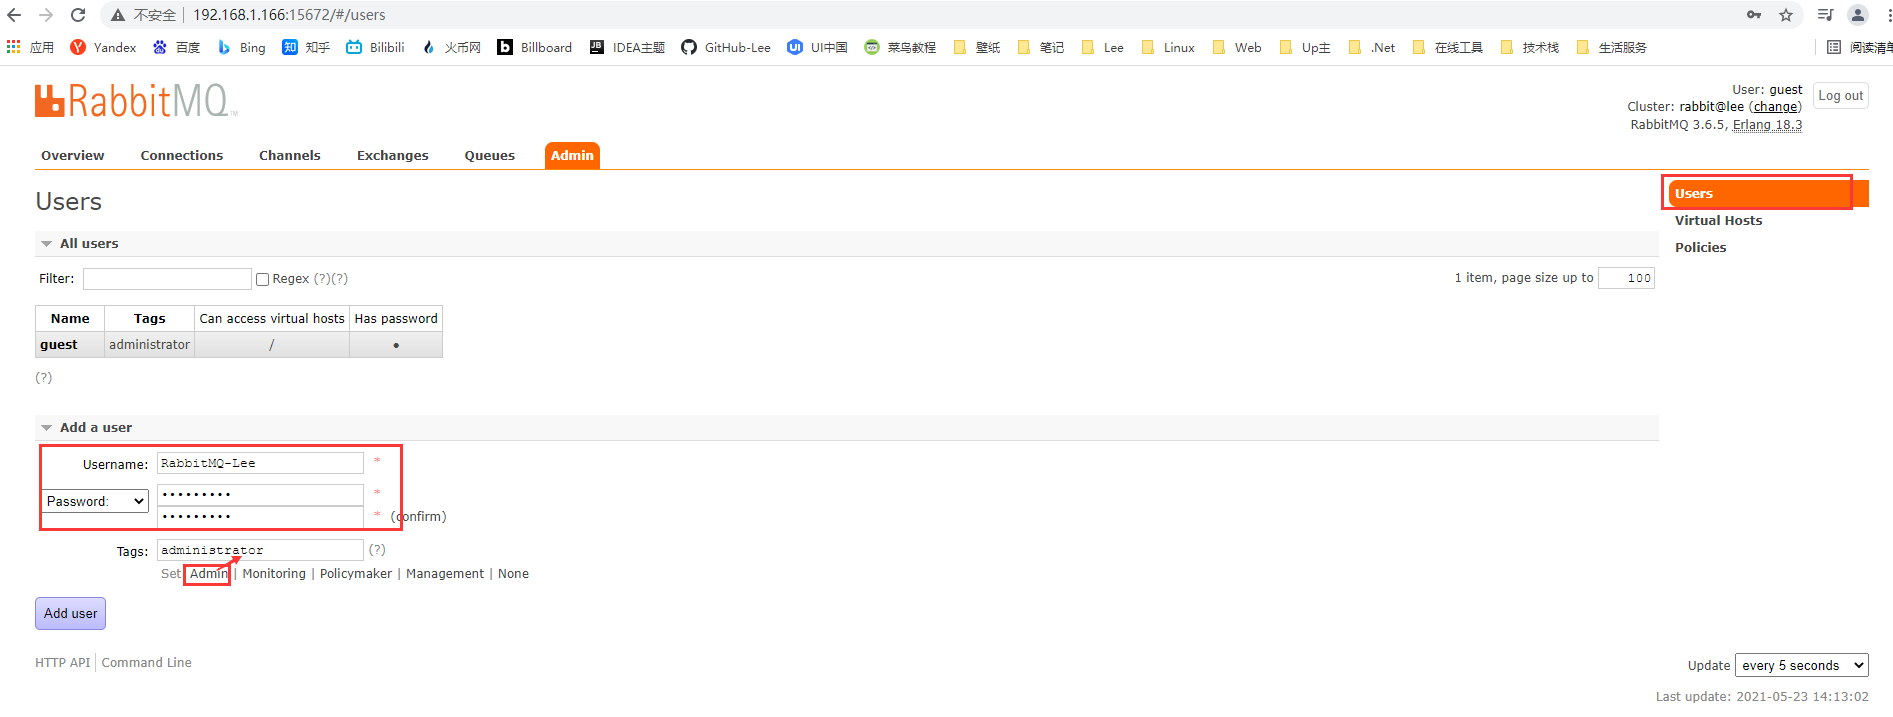 不安全 192.168.1.166:15672/#/users
应用 Yandex 百度 Bing 知乎 Bilibili 火币网 Billboard IDEA主题 GitHub-Lee UI中国 菜鸟教程 壁纸 笔记 Lee Linux Web Up主 .Net 在线工具 技术栈 生活服务 阅读清单
RabbitMQ
User: guest
Log out
Cluster: rabbit@lee (change)
RabbitMQ 3.6.5, Erlang 18.3
Overview Connections Channels Exchanges Queues Admin
Users
Users
Virtual Hosts
Policies
All users
Filter: Regex (?)(?) 1 item, page size up to 100
Name Tags Can access virtual hosts Has password
guest administrator / •
(?)
Add a user
Username: RabbitMQ-Lee *
Password: ••••••••• *
••••••••• * (confirm)
Tags: administrator (?)
Set Admin | Monitoring | Policymaker | Management | None
Add user
HTTP API Command Line
Update every 5 seconds
Last update: 2021-05-23 14:13:02